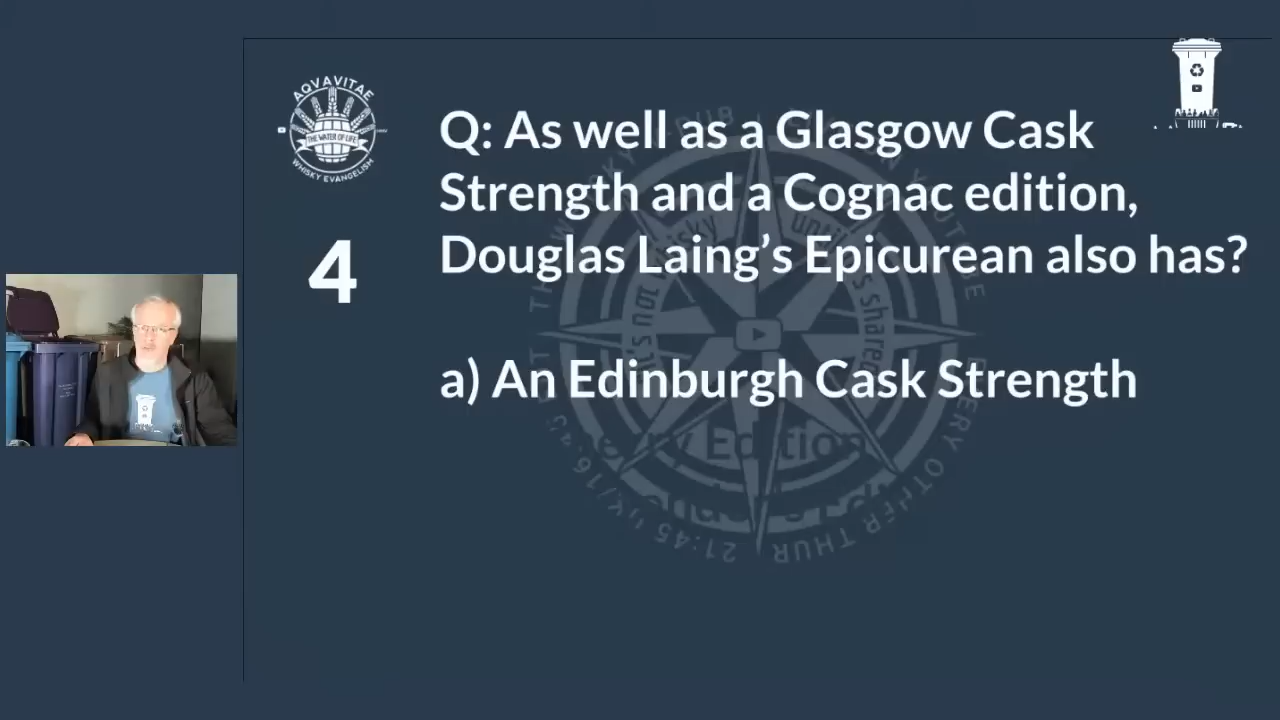 AQVAVITAE
THE WATER OF LIFE
WHISKY EVANGELISM
4
Q: As well as a Glasgow Cask
Strength and a Cognac edition,
Douglas Laing’s Epicurean also has?
a) An Edinburgh Cask Strength